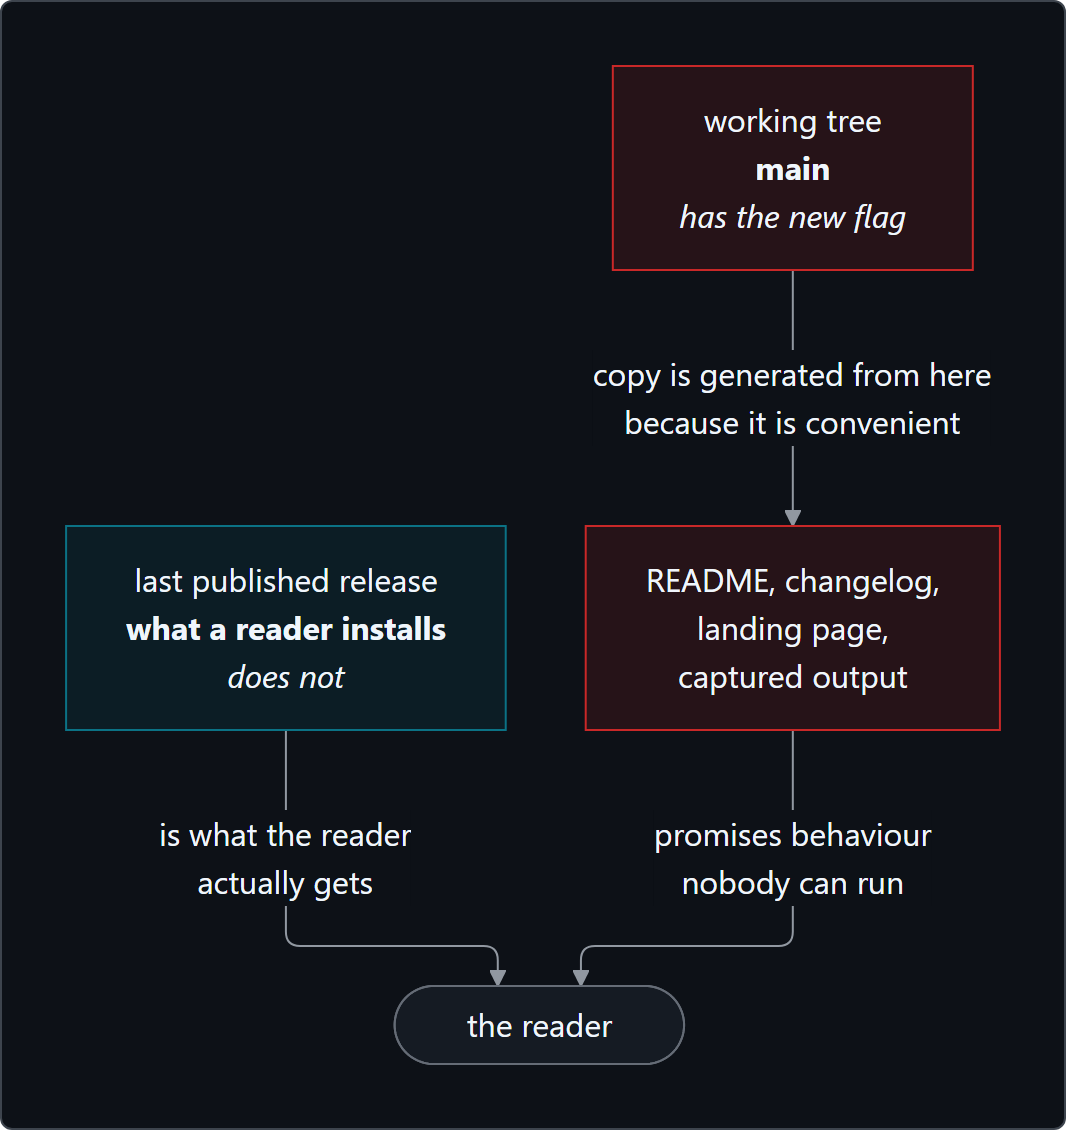 working tree
main
has the new flag
copy is generated from here
because it is convenient
last published release
what a reader installs
does not
README, changelog,
landing page,
captured output
is what the reader
actually gets
promises behaviour
nobody can run
the reader